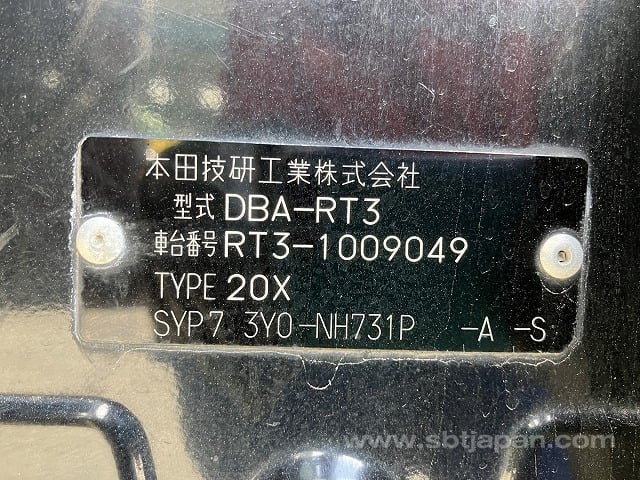 本田技研工業株式会社
型式 DBA-RT3
車台番号 RT3-1009049
TYPE 20X
SYP7 3Y0-NH731P -A -S
www.sbtjapan.com